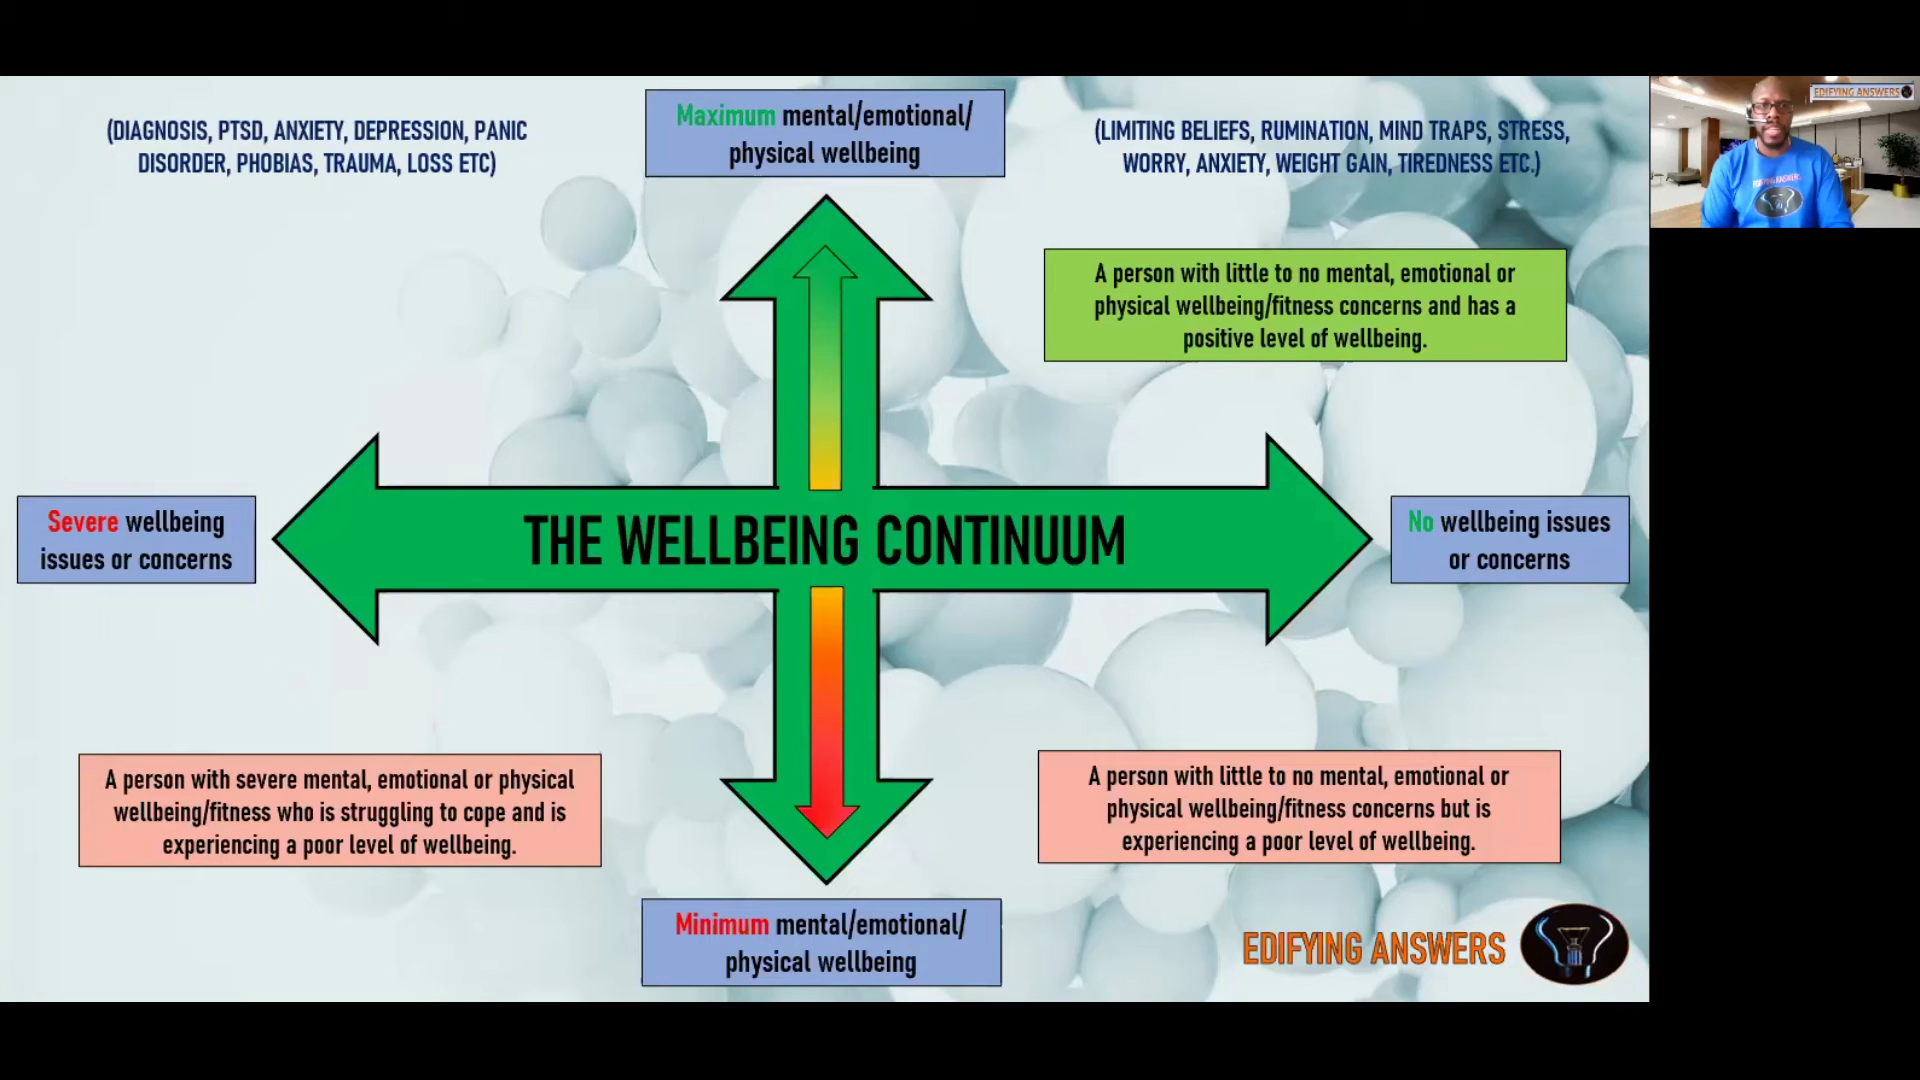 (DIAGNOSIS, PTSD, ANXIETY, DEPRESSION, PANIC
DISORDER, PHOBIAS, TRAUMA, LOSS ETC)
Maximum mental/emotional/
physical wellbeing
(LIMITING BELIEFS, RUMINATION, MIND TRAPS, STRESS,
WORRY, ANXIETY, WEIGHT GAIN, TIREDNESS ETC.)
EDIFYING ANSWERS
EDIFYING ANSWERS
A person with little to no mental, emotional or
physical wellbeing/fitness concerns and has a
positive level of wellbeing.
Severe wellbeing
issues or concerns
THE WELLBEING CONTINUUM
No wellbeing issues
or concerns
A person with severe mental, emotional or physical
wellbeing/fitness who is struggling to cope and is
experiencing a poor level of wellbeing.
A person with little to no mental, emotional or
physical wellbeing/fitness concerns but is
experiencing a poor level of wellbeing.
Minimum mental/emotional/
physical wellbeing
EDIFYING ANSWERS